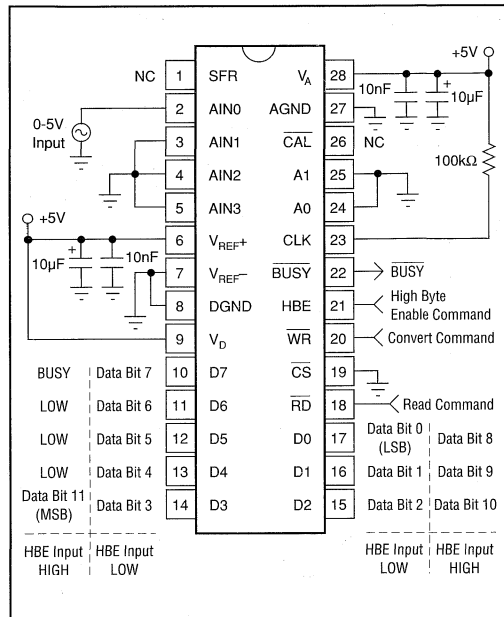 +5V
NC 1 SFR V_A 28
10nF + 10µF
2 AIN0 AGND 27
0-5V
Input
3 AIN1 C̅A̅L̅ 26 NC
100kΩ
4 AIN2 A1 25
5 AIN3 A0 24
+5V
6 V_REF+ CLK 23
10µF + 10nF
7 V_REF– B̅U̅S̅Y̅ 22 B̅U̅S̅Y̅
8 DGND HBE 21 High Byte
Enable Command
9 V_D W̅R̅ 20 Convert Command
BUSY Data Bit 7 10 D7 C̅S̅ 19
LOW Data Bit 6 11 D6 R̅D̅ 18 Read Command
LOW Data Bit 5 12 D5 D0 17 Data Bit 0 Data Bit 8
(LSB)
LOW Data Bit 4 13 D4 D1 16 Data Bit 1 Data Bit 9
Data Bit 11 Data Bit 3 14 D3 D2 15 Data Bit 2 Data Bit 10
(MSB)
HBE Input HBE Input HBE Input HBE Input
HIGH LOW LOW HIGH